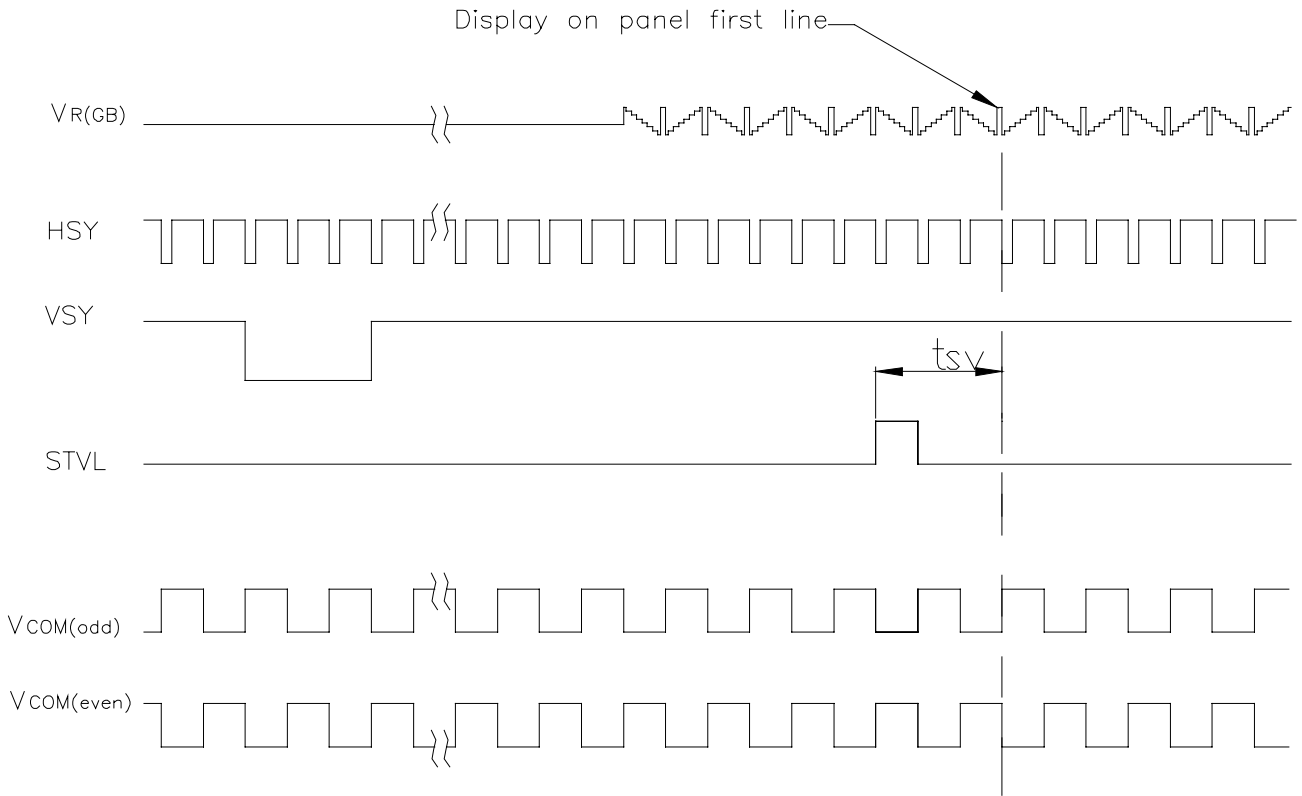 Display on panel first line
VR(GB)
HSY
VSY
tsv
STVL
VCOM(odd)
VCOM(even)